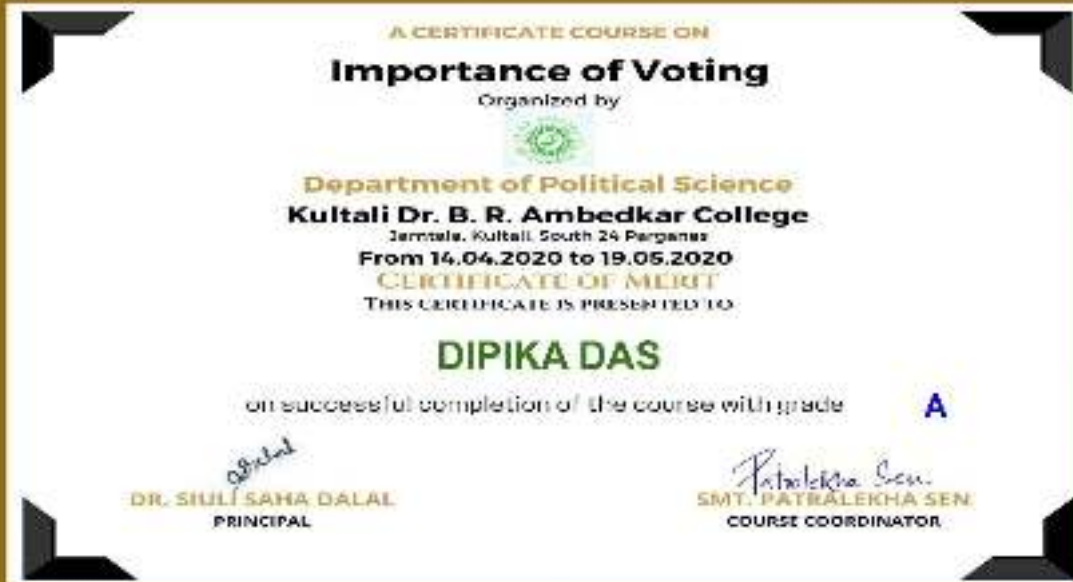 A CERTIFICATE COURSE ON
Importance of Voting
Organized by
Department of Political Science
Kultali Dr. B. R. Ambedkar College
Jamtala, Kultali, South 24 Parganas
From 14.04.2020 to 19.05.2020
CERTIFICATE OF MERIT
THIS CERTIFICATE IS PRESENTED TO
DIPIKA DAS
on successful completion of the course with grade A
Patralekha Sen.
DR. SIULI SAHA DALAL
SMT. PATRALEKHA SEN
PRINCIPAL
COURSE COORDINATOR